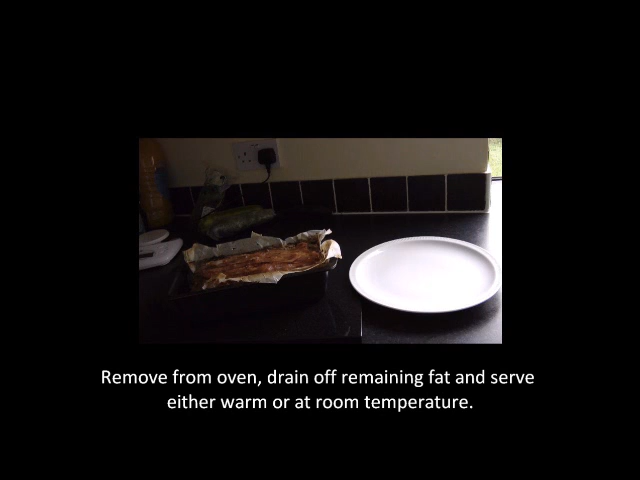 Remove from oven, drain off remaining fat and serve
either warm or at room temperature.